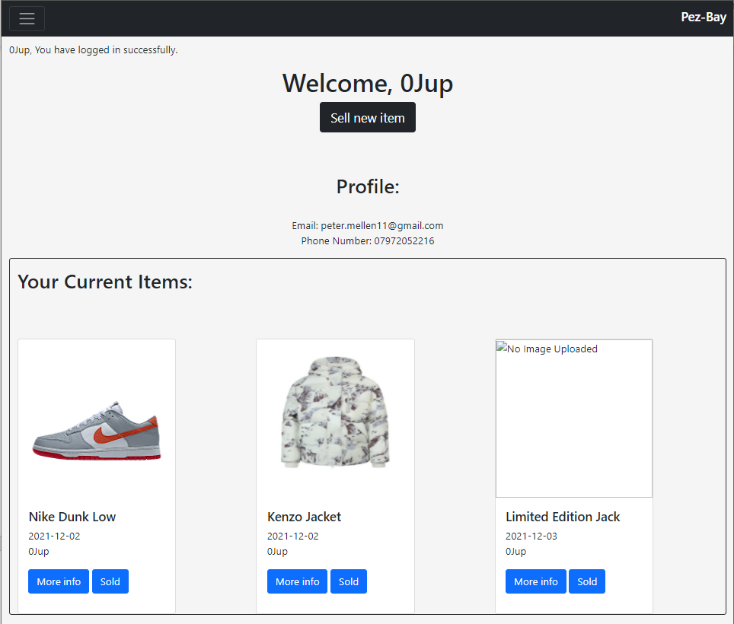 Pez-Bay
0Jup, You have logged in successfully.
Welcome, 0Jup
Sell new item
Profile:
Email: peter.mellen11@gmail.com
Phone Number: 07972052216
Your Current Items:
No Image Uploaded
Nike Dunk Low
2021-12-02
0Jup
More info Sold
Kenzo Jacket
2021-12-02
0Jup
More info Sold
Limited Edition Jack
2021-12-03
0Jup
More info Sold